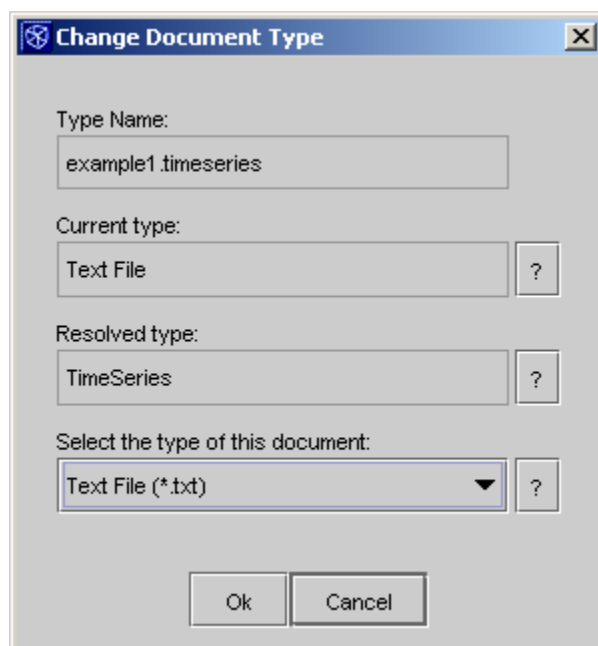 Change Document Type
Type Name:
example1.timeseries
Current type:
Text File
?
Resolved type:
TimeSeries
?
Select the type of this document:
Text File (*.txt)
?
Ok
Cancel